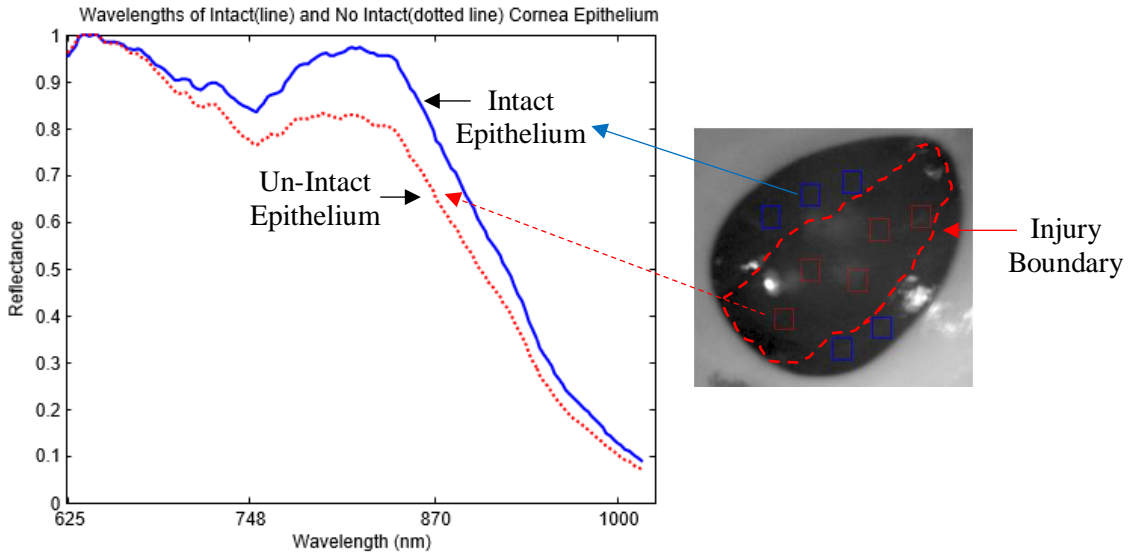 Wavelengths of Intact(line) and No Intact(dotted line) Cornea Epithelium
Reflectance
1
0.9
0.8
0.7
0.6
0.5
0.4
0.3
0.2
0.1
0
625
748
870
1000
Wavelength (nm)
Intact
Epithelium
Un-Intact
Epithelium
Injury
Boundary